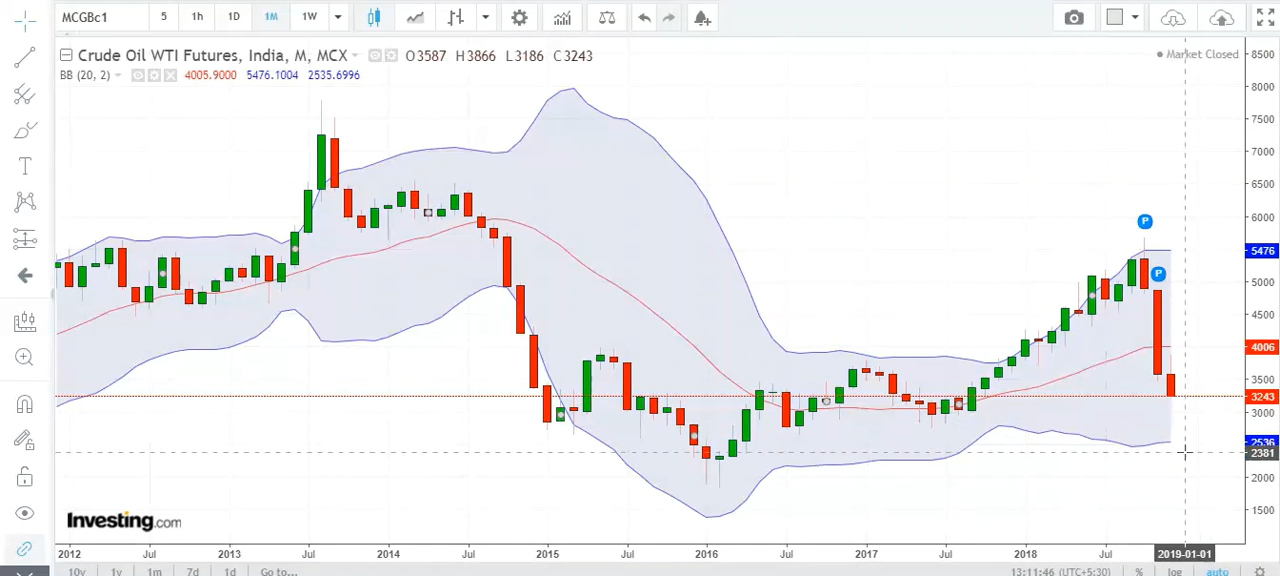 MCGBc1 5 1h 1D 1M 1W
Crude Oil WTI Futures, India, M, MCX O3587 H3866 L3186 C3243
Market Closed
BB (20, 2) 4005.9000 5476.1004 2535.6996
8500
8000
7500
7000
6500
6000
5476
5000
4500
4006
3500
3243
3000
2536
2381
2000
1500
P
P
T
Investing.com
2012 Jul 2013 Jul 2014 Jul 2015 Jul 2016 Jul 2017 Jul 2018 Jul 2019-01-01
10y 1y 1m 7d 1d Go to... 13:11:46 (UTC+5:30) % log auto